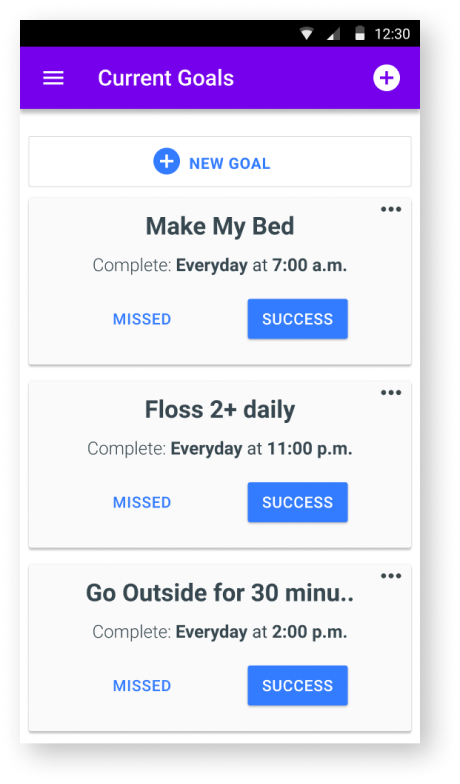 12:30
Current Goals
NEW GOAL
Make My Bed
Complete: Everyday at 7:00 a.m.
MISSED SUCCESS
Floss 2+ daily
Complete: Everyday at 11:00 p.m.
MISSED SUCCESS
Go Outside for 30 minu..
Complete: Everyday at 2:00 p.m.
MISSED SUCCESS